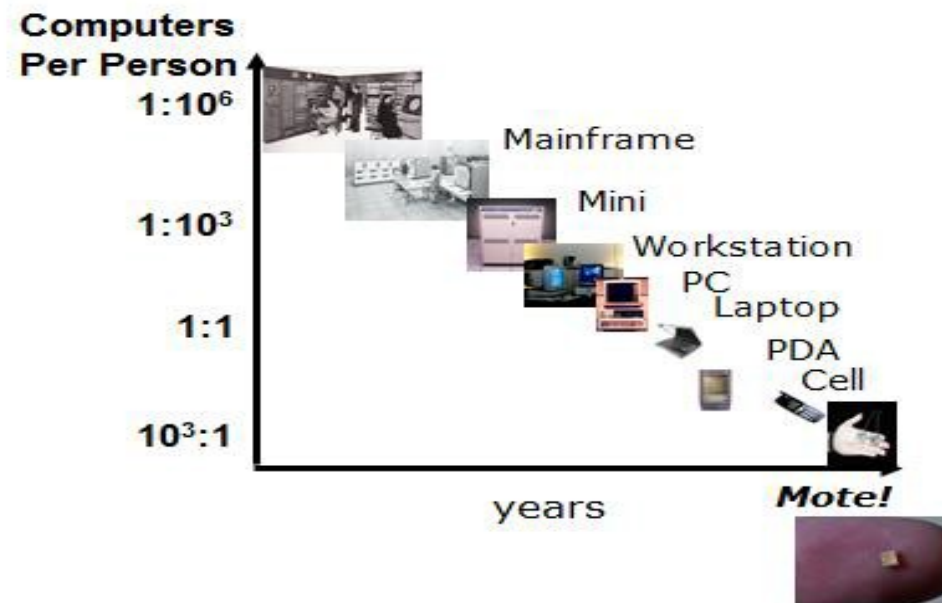 Computers
Per Person
1:10⁶
Mainframe
Mini
1:10³
Workstation
PC
Laptop
1:1
PDA
Cell
10³:1
years
Mote!